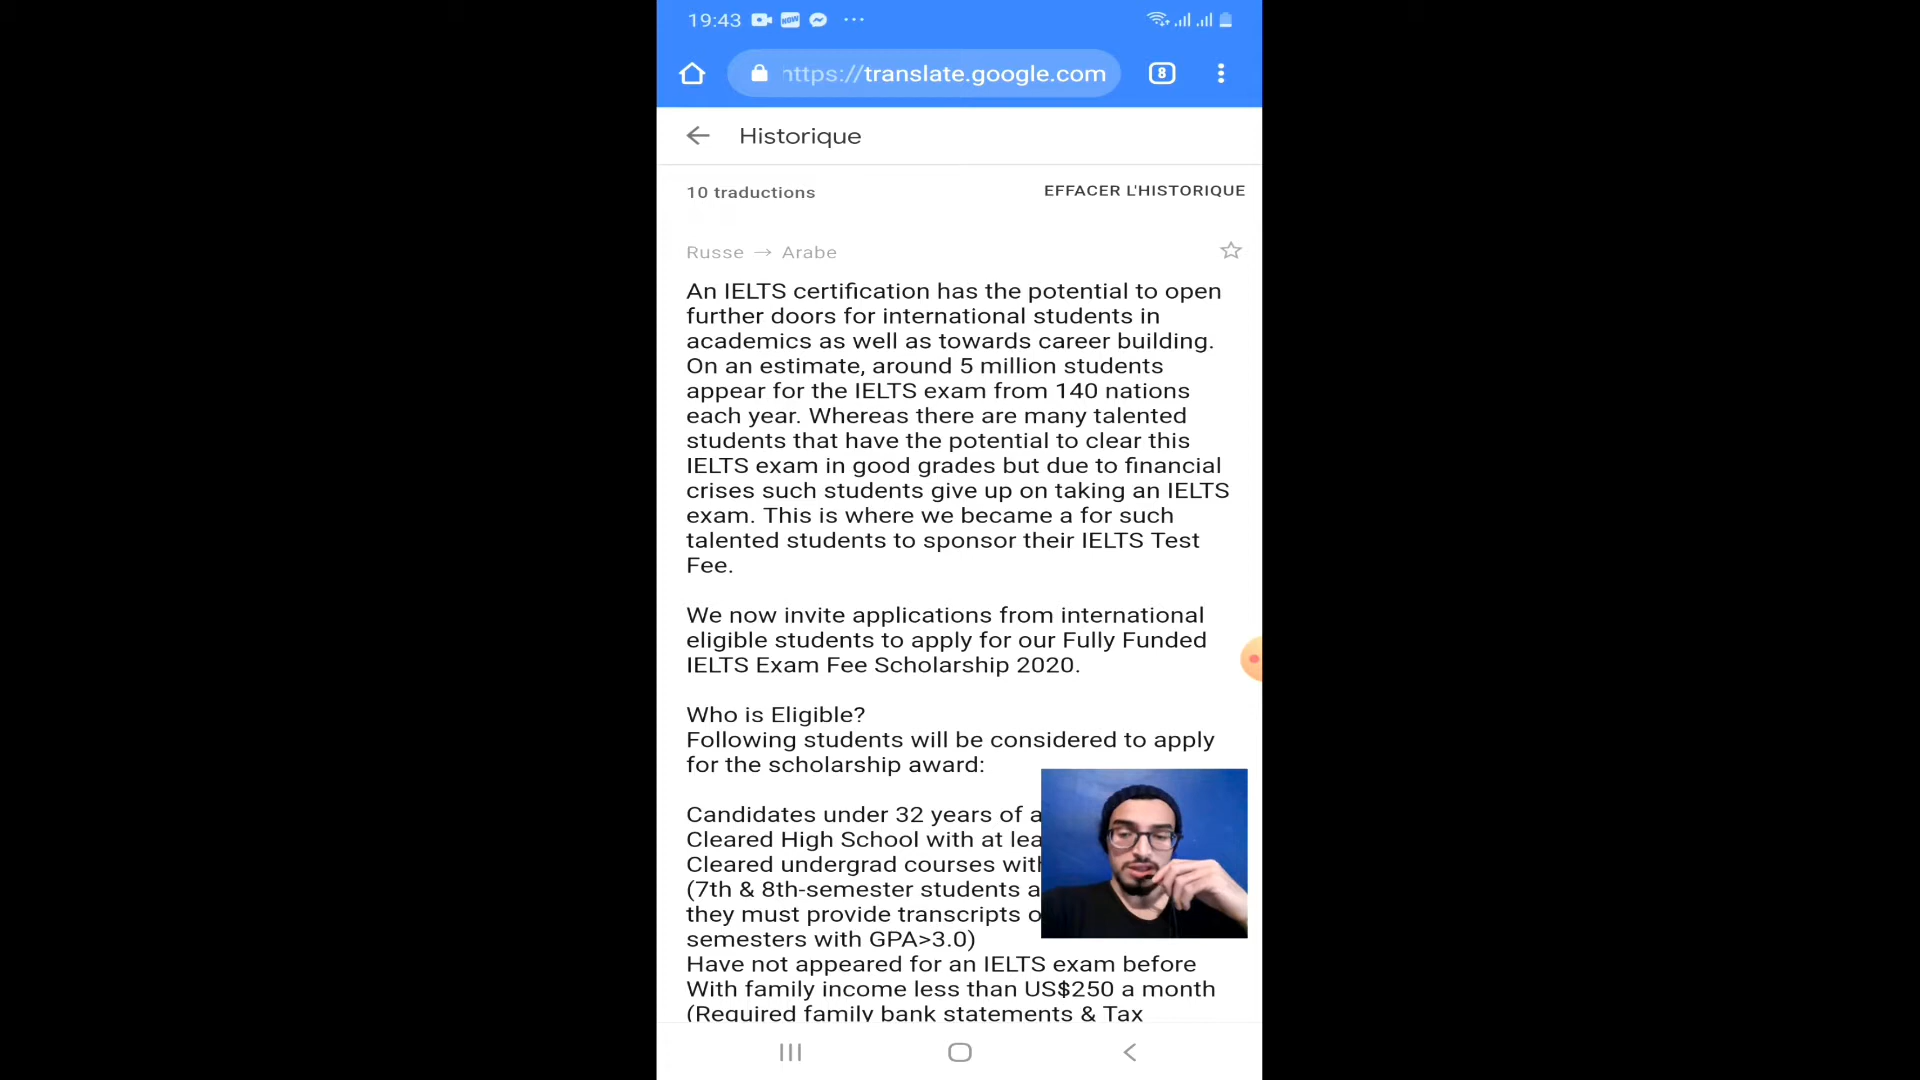 19:43
https://translate.google.com
8
Historique
10 traductions
EFFACER L'HISTORIQUE
Russe → Arabe
An IELTS certification has the potential to open
further doors for international students in
academics as well as towards career building.
On an estimate, around 5 million students
appear for the IELTS exam from 140 nations
each year. Whereas there are many talented
students that have the potential to clear this
IELTS exam in good grades but due to financial
crises such students give up on taking an IELTS
exam. This is where we became a for such
talented students to sponsor their IELTS Test
Fee.
We now invite applications from international
eligible students to apply for our Fully Funded
IELTS Exam Fee Scholarship 2020.
Who is Eligible?
Following students will be considered to apply
for the scholarship award:
Candidates under 32 years of
Cleared High School with at
Cleared undergrad courses
(7th & 8th-semester students
they must provide transcripts
semesters with GPA>3.0)
Have not appeared for an IELTS exam before
With family income less than US$250 a month
(Required family bank statements & Tax